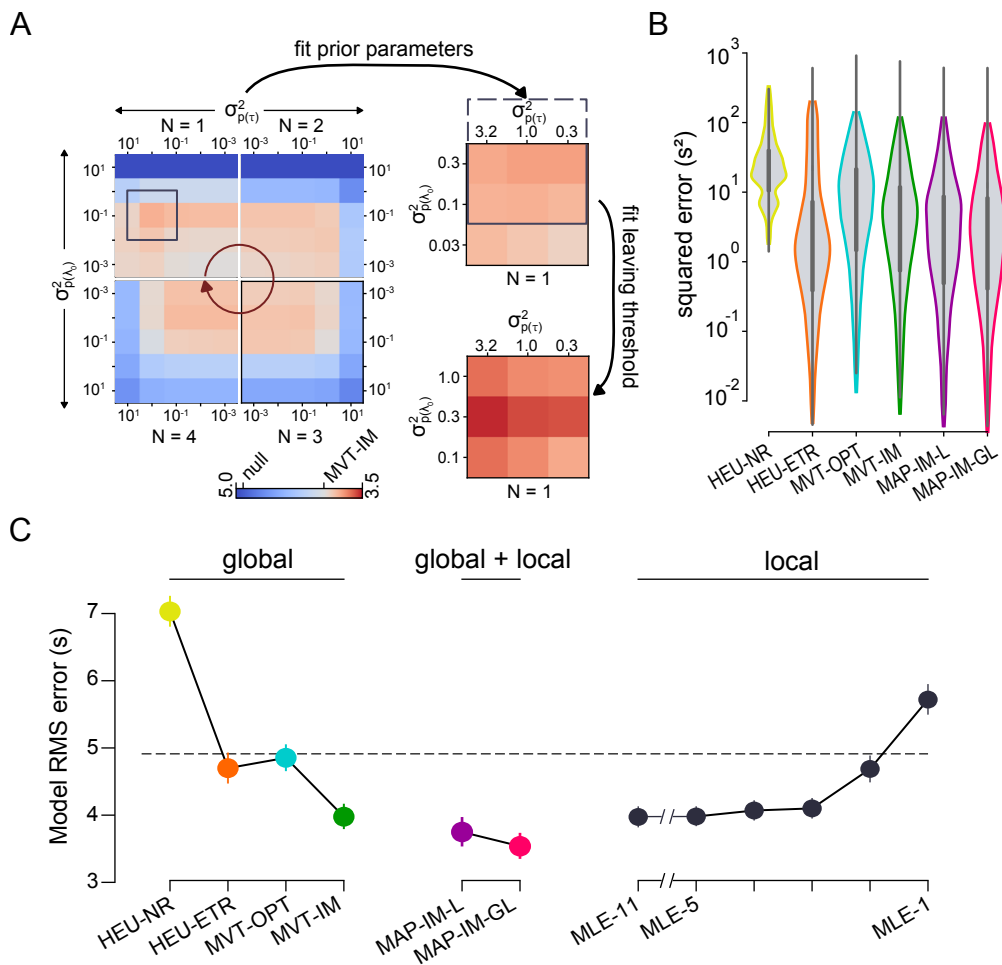 A
fit prior parameters
σ²p(τ)
N = 1 N = 2
10¹ 10⁻¹ 10⁻³ 10⁻¹ 10¹
σ²p(λ₀)
10¹ 10¹
10⁻¹ 10⁻¹
10⁻³ 10⁻³
10⁻³ 10⁻³
10⁻¹ 10⁻¹
10¹ 10¹
10¹ 10⁻¹ 10⁻³ 10⁻³ 10⁻¹ 10¹
N = 4 N = 3
5.0 null MVT-IM 3.5
σ²p(τ)
3.2 1.0 0.3
σ²p(λ₀)
0.3
0.1
0.03
N = 1
fit leaving threshold
σ²p(τ)
3.2 1.0 0.3
σ²p(λ₀)
1.0
0.3
0.1
N = 1
B
squared error (s²)
10³
10²
10¹
10⁰
10⁻¹
10⁻²
HEU-NR HEU-ETR MVT-OPT MVT-IM MAP-IM-L MAP-IM-GL
C
global global + local local
Model RMS error (s)
7
6
5
4
3
HEU-NR HEU-ETR MVT-OPT MVT-IM MAP-IM-L MAP-IM-GL MLE-11 MLE-5 MLE-1